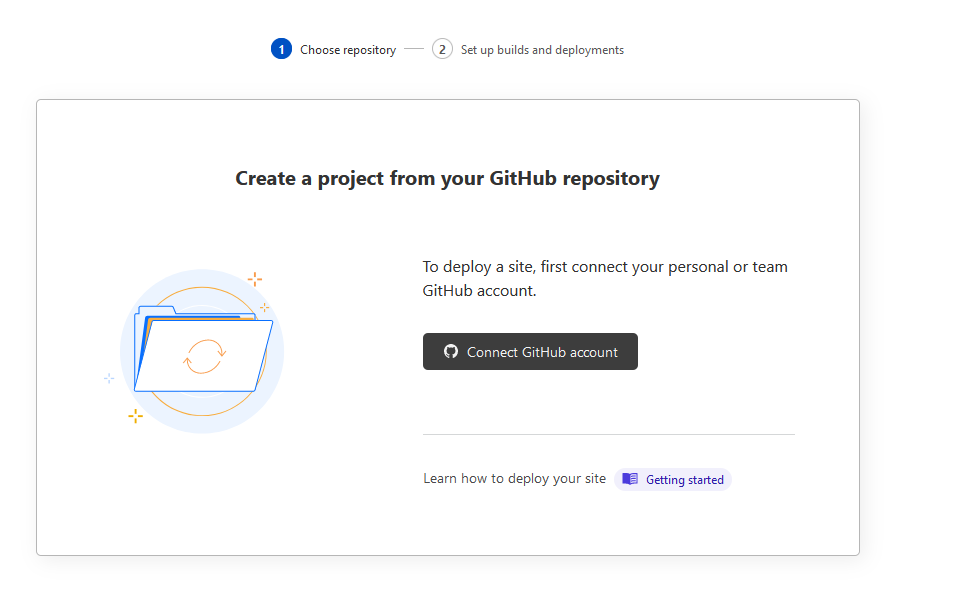 1 Choose repository 2 Set up builds and deployments
Create a project from your GitHub repository
To deploy a site, first connect your personal or team
GitHub account.
Connect GitHub account
Learn how to deploy your site Getting started